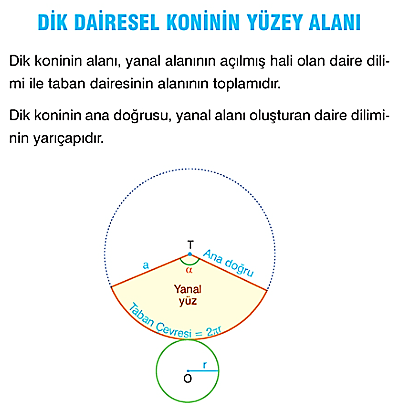 DİK DAİRESEL KONİNİN YÜZEY ALANI
Dik koninin alanı, yanal alanının açılmış hali olan daire dili-
mi ile taban dairesinin alanının toplamıdır.
Dik koninin ana doğrusu, yanal alanı oluşturan daire dilimi-
nin yarıçapıdır.
T
a
Ana doğru
α
Yanal
yüz
Taban Çevresi = 2πr
r
O